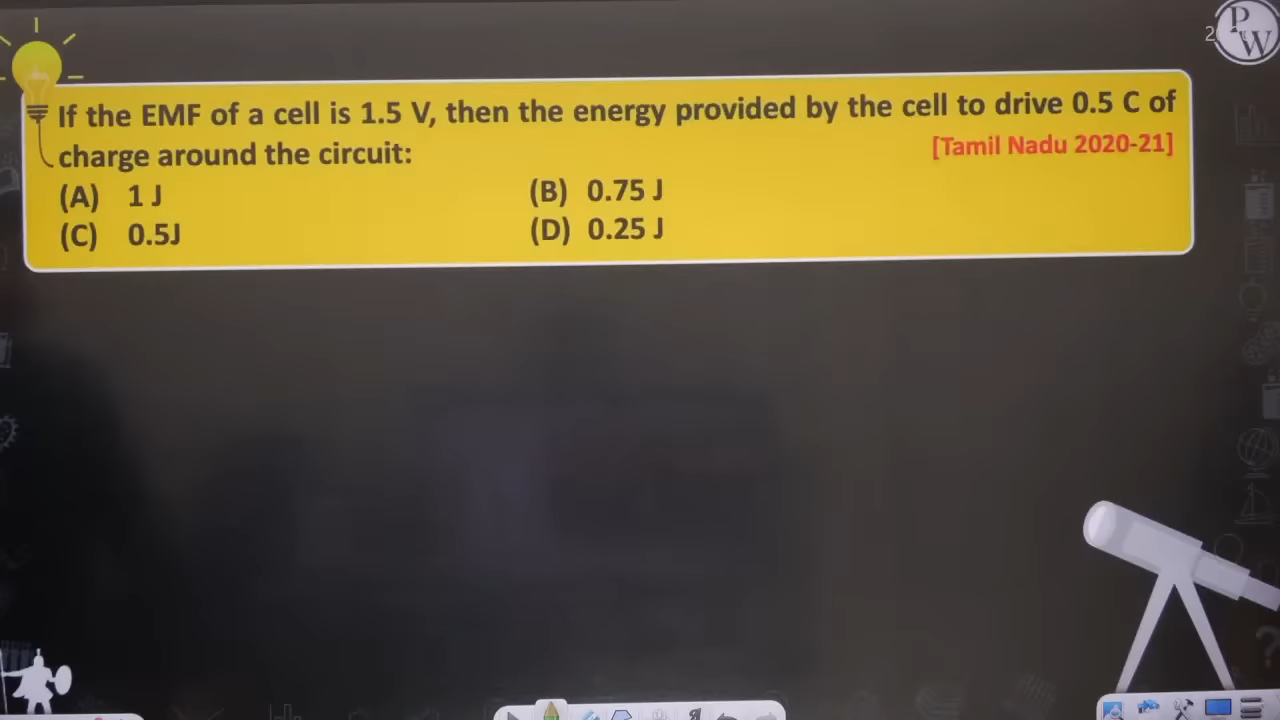 P
W
If the EMF of a cell is 1.5 V, then the energy provided by the cell to drive 0.5 C of
charge around the circuit: [Tamil Nadu 2020-21]
(A) 1 J (B) 0.75 J
(C) 0.5J (D) 0.25 J